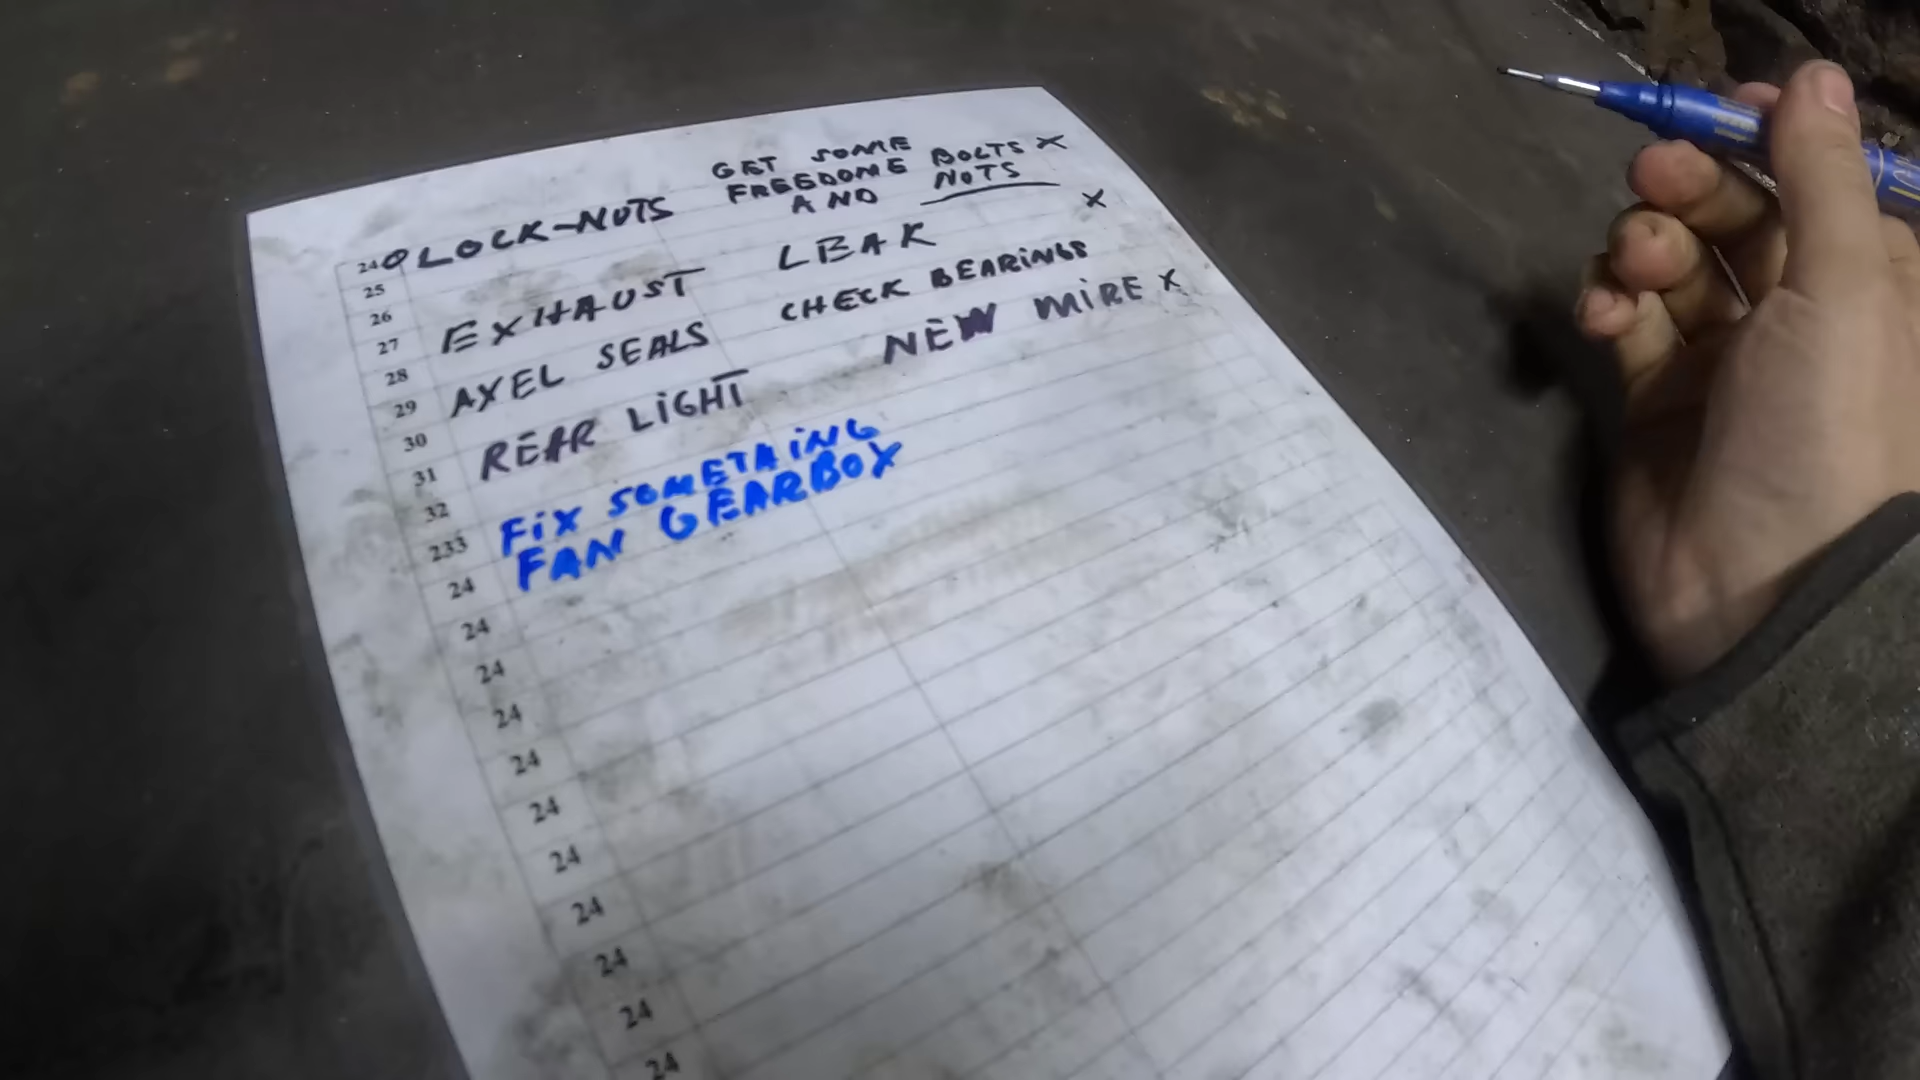 GET SOME BOLTS X
FREEDOME NUTS
AND
24 O LOCK-NUTS
25
26 EXHAUST LEAK X
27
28 AXEL SEALS CHECK BEARINGS
29
30 REAR LIGHT NEW WIRE X
31
32 FIX SOMETHING
233 FAN GEARBOX
24
24
24
24
24
24
24
24
24
24
24